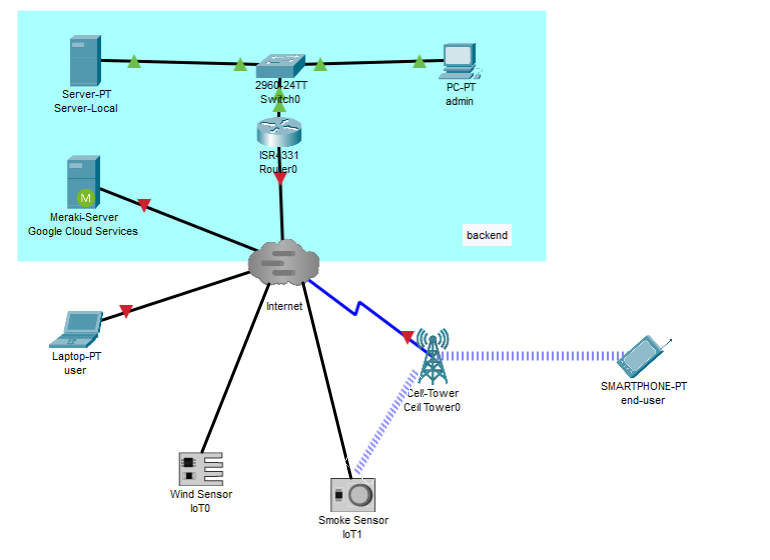 Server-PT
Server-Local
2960-24TT
Switch0
PC-PT
admin
ISR4331
Router0
M
Meraki-Server
Google Cloud Services
backend
Internet
Laptop-PT
user
Cell-Tower
Cell Tower0
SMARTPHONE-PT
end-user
Wind Sensor
IoT0
Smoke Sensor
IoT1